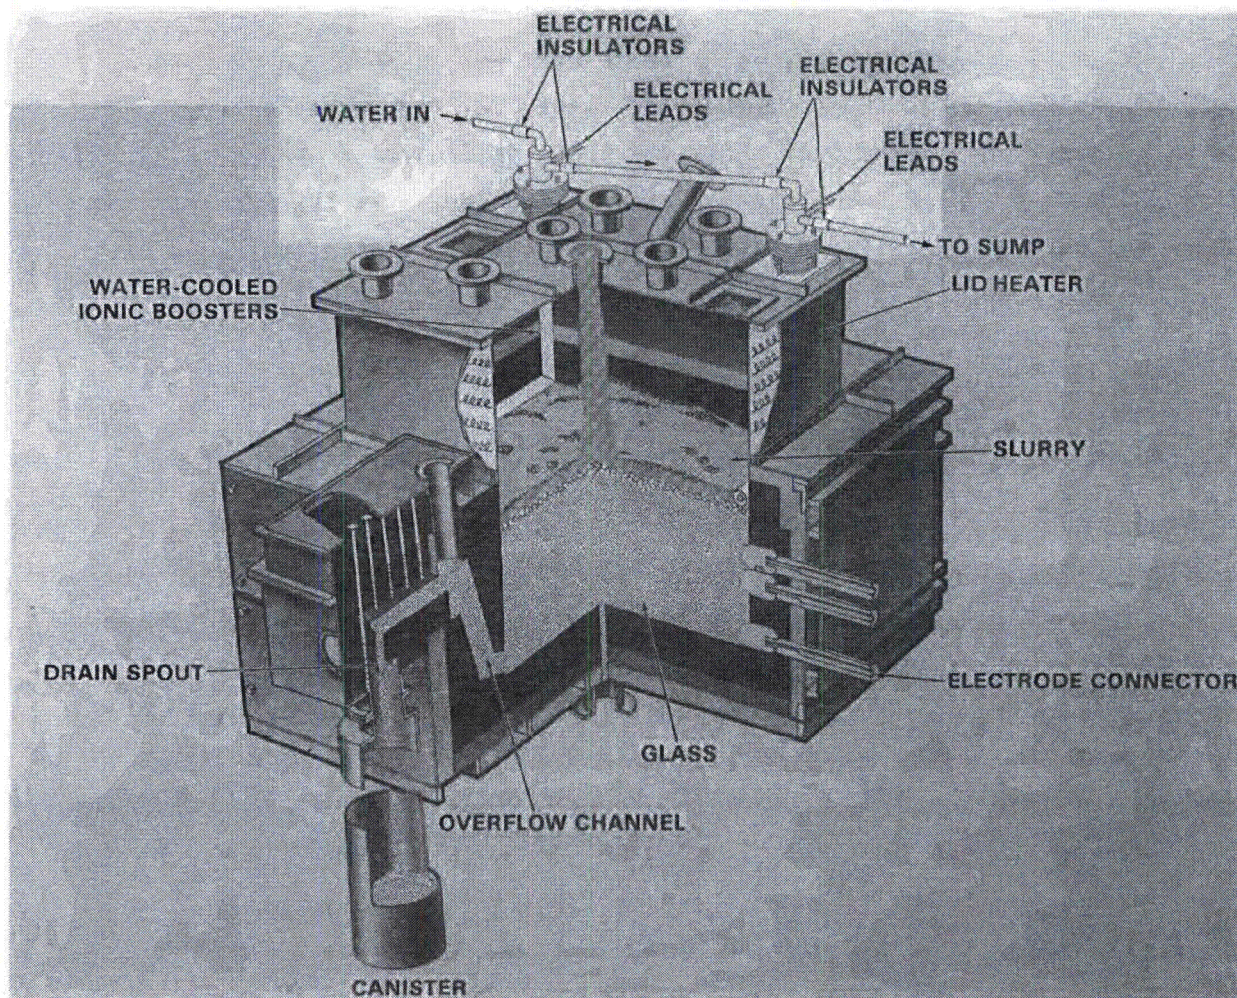 ELECTRICAL
INSULATORS
ELECTRICAL
INSULATORS
ELECTRICAL
LEADS
WATER IN
ELECTRICAL
LEADS
TO SUMP
LID HEATER
WATER-COOLED
IONIC BOOSTERS
SLURRY
DRAIN SPOUT
ELECTRODE CONNECTOR
GLASS
OVERFLOW CHANNEL
CANISTER